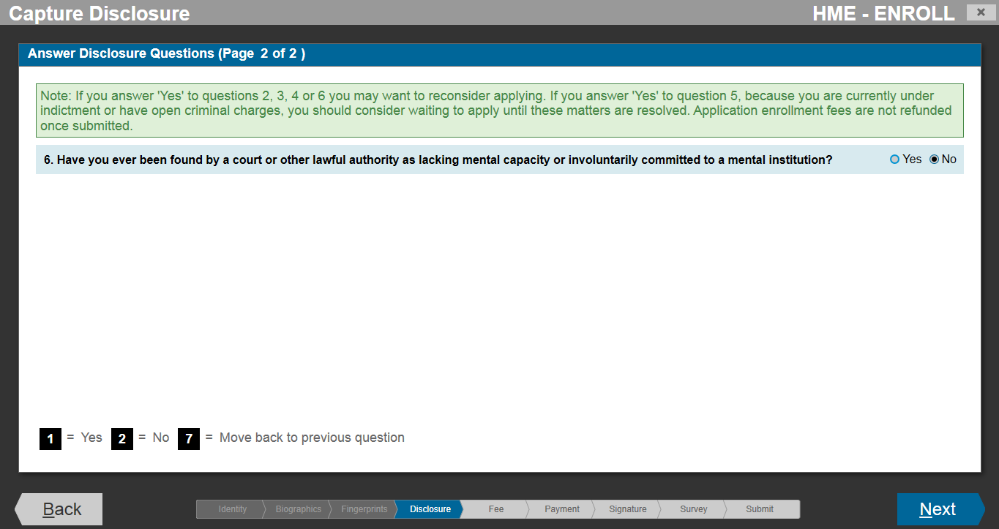 Capture Disclosure
HME - ENROLL
Answer Disclosure Questions (Page 2 of 2 )
Note: If you answer 'Yes' to questions 2, 3, 4 or 6 you may want to reconsider applying. If you answer 'Yes' to question 5, because you are currently under
indictment or have open criminal charges, you should consider waiting to apply until these matters are resolved. Application enrollment fees are not refunded
once submitted.
6. Have you ever been found by a court or other lawful authority as lacking mental capacity or involuntarily committed to a mental institution? Yes No
1 = Yes 2 = No 7 = Move back to previous question
Back
Identity Biographics Fingerprints Disclosure Fee Payment Signature Survey Submit
Next